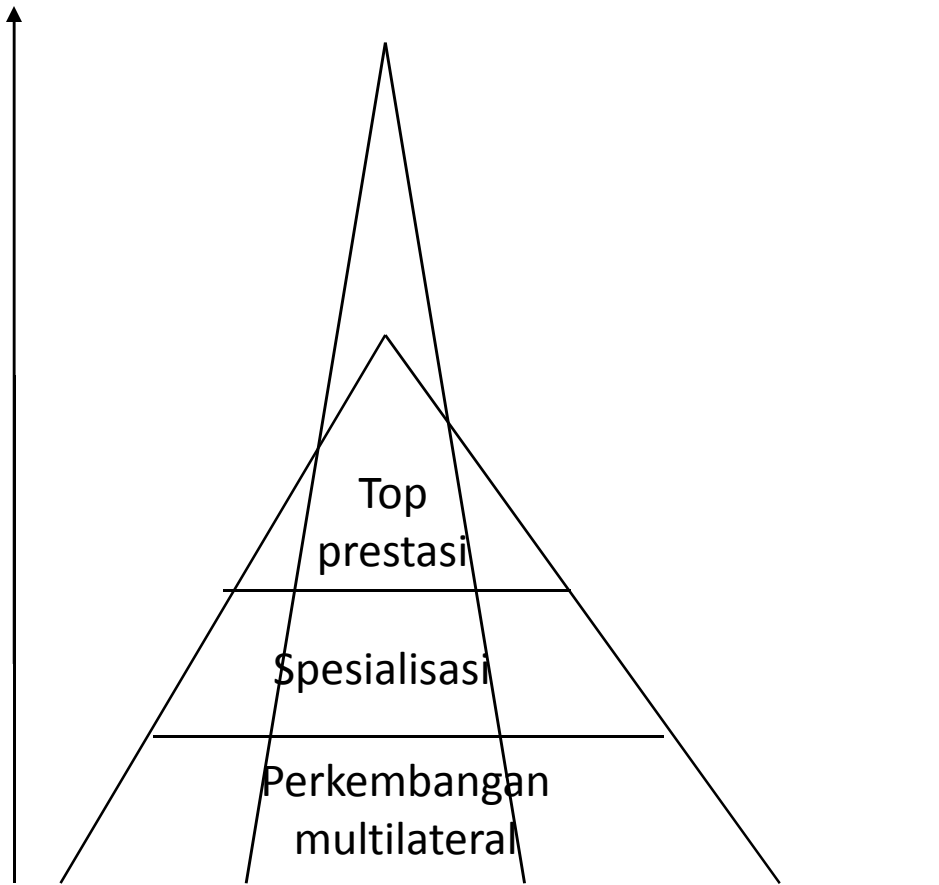 Top
prestasi
Spesialisasi
Perkembangan
multilateral